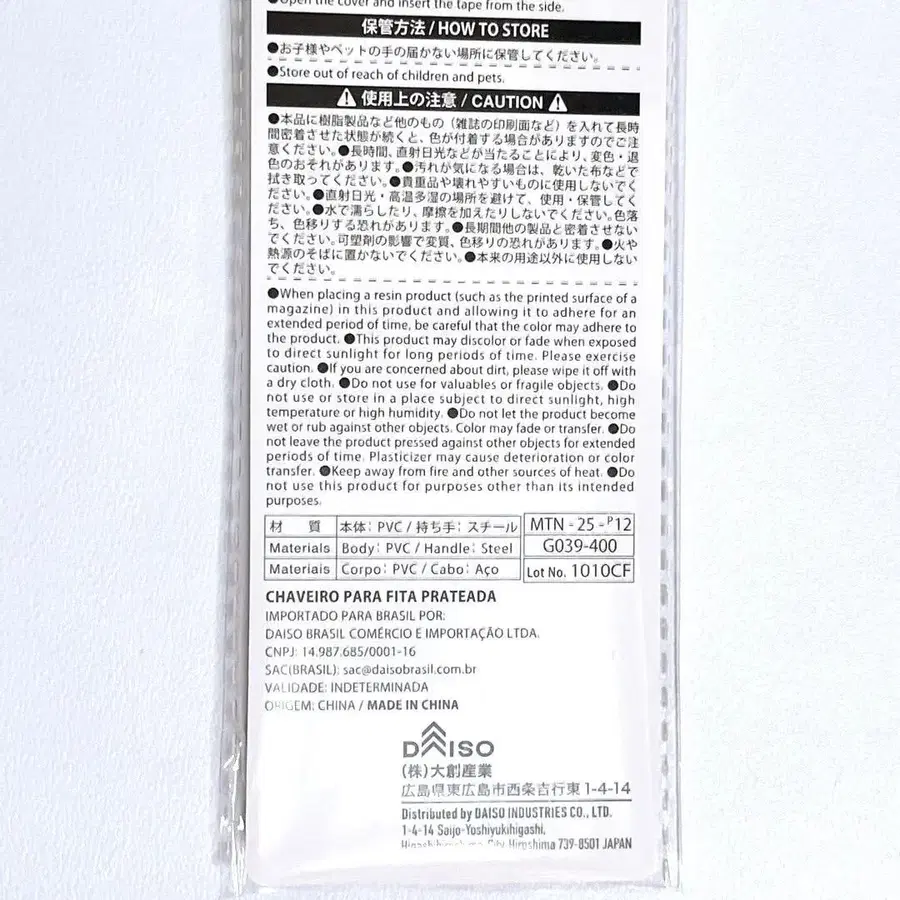 ●Open the cover and insert the tape from the side.
保管方法 / HOW TO STORE
●お子様やペットの手の届かない場所に保管してください。
●Store out of reach of children and pets.
使用上の注意 / CAUTION
●本品に樹脂製品など他のもの(雑誌の印刷面など)を入れて長時
間密着させた状態が続くと、色が付着する場合がありますのでご注
意ください。●長時間、直射日光などが当たることにより、変色・退
色のおそれがあります。●汚れが気になる場合は、乾いた布などで
拭き取ってください。●貴重品や壊れやすいものに使用しないでく
ださい。●直射日光・高温多湿の場所を避けて、使用・保管してく
ださい。●水で濡らしたり、摩擦を加えたりしないでください。色落
ち、色移りする恐れがあります。●長期間他の製品と密着させない
でください。可塑剤の影響で変質、色移りの恐れがあります。●火や
熱源のそばに置かないでください。●本来の用途以外に使用しない
でください。
●When placing a resin product (such as the printed surface of a
magazine) in this product and allowing it to adhere for an
extended period of time, be careful that the color may adhere to
the product. ●This product may discolor or fade when exposed
to direct sunlight for long periods of time. Please exercise
caution. ●If you are concerned about dirt, please wipe it off with
a dry cloth. ●Do not use for valuables or fragile objects. ●Do
not use or store in a place subject to direct sunlight, high
temperature or high humidity. ●Do not let the product become
wet or rub against other objects. Color may fade or transfer. ●Do
not leave the product pressed against other objects for extended
periods of time. Plasticizer may cause deterioration or color
transfer. ●Keep away from fire and other sources of heat. ●Do
not use this product for purposes other than its intended
purposes.
材 質 本体: PVC / 持ち手: スチール MTN - 25 - P12
Materials Body: PVC / Handle: Steel G039-400
Materials Corpo: PVC / Cabo: Aço Lot No. 1010CF
CHAVEIRO PARA FITA PRATEADA
IMPORTADO PARA BRASIL POR:
DAISO BRASIL COMÉRCIO E IMPORTAÇÃO LTDA.
CNPJ: 14.987.685/0001-16
SAC(BRASIL): sac@daisobrasil.com.br
VALIDADE: INDETERMINADA
ORIGEM: CHINA / MADE IN CHINA
DAISO
(株)大創産業
広島県東広島市西条吉行東 1-4-14
Distributed by DAISO INDUSTRIES CO., LTD.
1-4-14 Saijo-Yoshiyukihigashi,
Higashihiroshima City, Hiroshima 739-8501 JAPAN